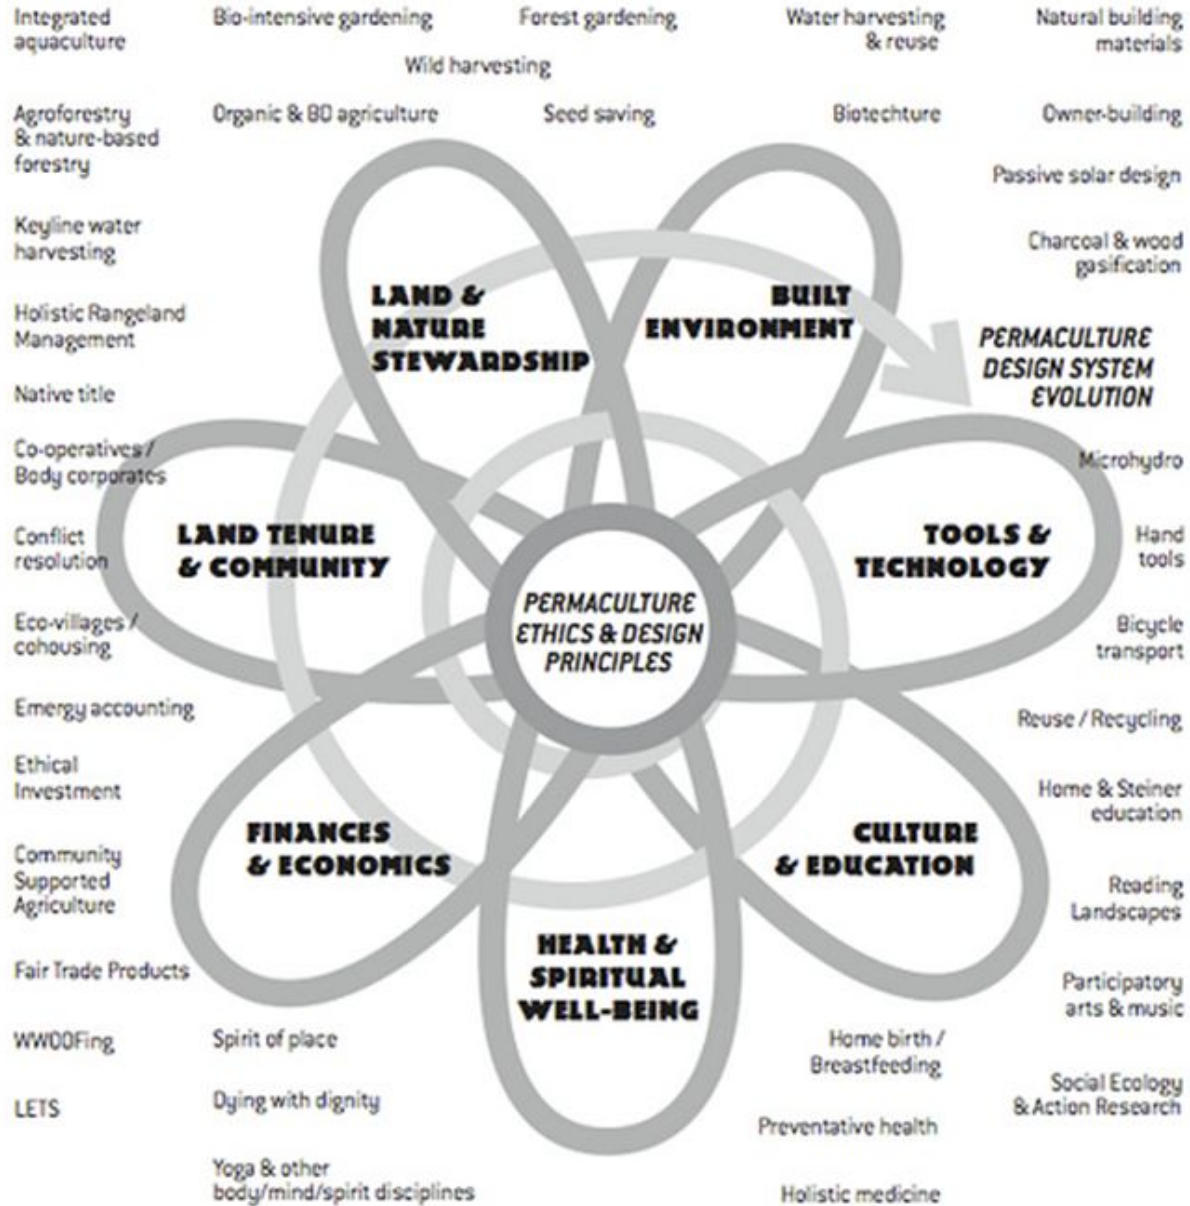 Integrated
aquaculture
Bio-intensive gardening
Forest gardening
Water harvesting
& reuse
Natural building
materials
Wild harvesting
Agroforestry
& nature-based
forestry
Organic & BD agriculture
Seed saving
Biotechture
Owner-building
Passive solar design
Keyline water
harvesting
Charcoal & wood
gasification
Holistic Rangeland
Management
LAND &
NATURE
STEWARDSHIP
BUILT
ENVIRONMENT
PERMACULTURE
DESIGN SYSTEM
EVOLUTION
Native title
Co-operatives /
Body corporates
Microhydro
Conflict
resolution
LAND TENURE
& COMMUNITY
TOOLS &
TECHNOLOGY
Hand
tools
PERMACULTURE
ETHICS & DESIGN
PRINCIPLES
Eco-villages /
cohousing
Bicycle
transport
Emergy accounting
Reuse / Recycling
Ethical
Investment
Home & Steiner
education
FINANCES
& ECONOMICS
CULTURE
& EDUCATION
Community
Supported
Agriculture
Reading
Landscapes
HEALTH &
SPIRITUAL
WELL-BEING
Fair Trade Products
Participatory
arts & music
WWOOFing
Spirit of place
Home birth /
Breastfeeding
LETS
Dying with dignity
Social Ecology
& Action Research
Preventative health
Yoga & other
body/mind/spirit disciplines
Holistic medicine